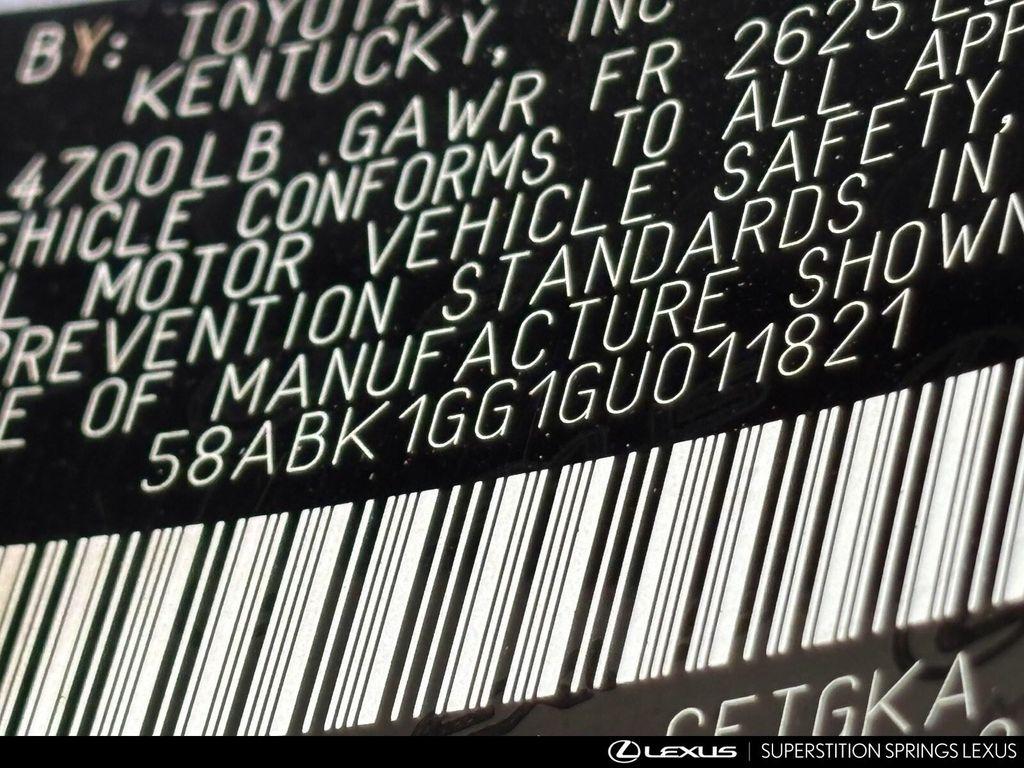 BY: TOYOTA
KENTUCKY, INC
4700LB GAWR FR 2625
VEHICLE CONFORMS TO ALL APP
MOTOR VEHICLE SAFETY,
PREVENTION STANDARDS IN
OF MANUFACTURE SHOWN
58ABK1GG1GU011821
LEXUS | SUPERSTITION SPRINGS LEXUS